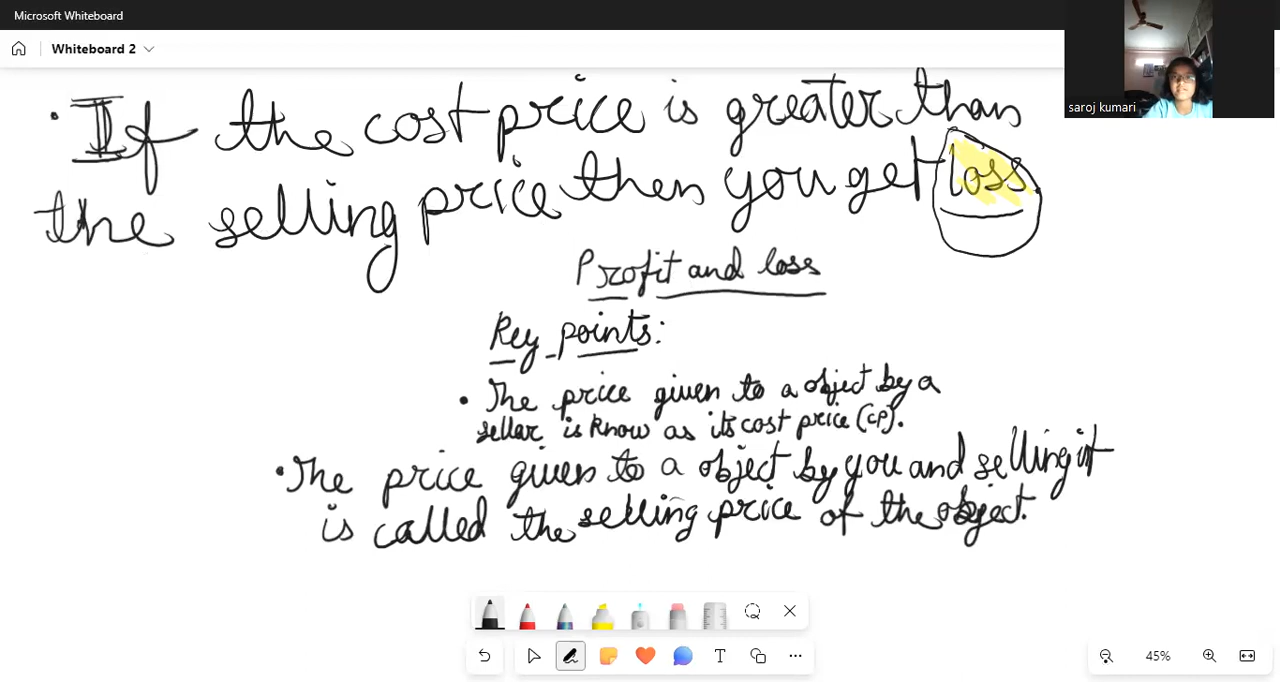 Microsoft Whiteboard
Whiteboard 2
saroj kumari
• If the cost price is greater than
the selling price then you get loss
Profit and loss
Key points:
• The price given to a object by a
sellar is know as its cost price (CP).
• The price given to a object by you and selling it
is called the selling price of the object.
45%